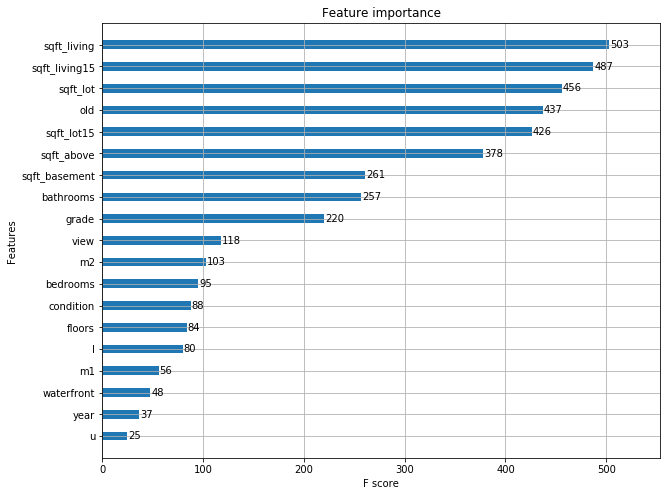 Feature importance
Features
sqft_living 503
sqft_living15 487
sqft_lot 456
old 437
sqft_lot15 426
sqft_above 378
sqft_basement 261
bathrooms 257
grade 220
view 118
m2 103
bedrooms 95
condition 88
floors 84
l 80
m1 56
waterfront 48
year 37
u 25
0 100 200 300 400 500
F score